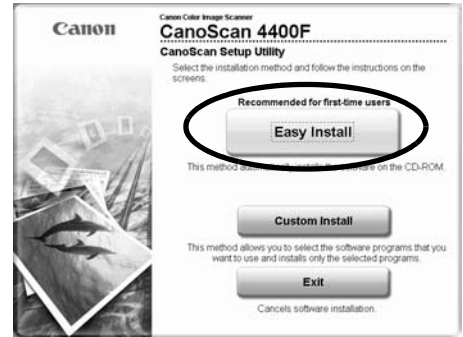 Canon
Canon Color Image Scanner
CanoScan 4400F
CanoScan Setup Utility
Select the installation method and follow the instructions on the
screens.
Recommended for first-time users
Easy Install
This method automatically installs the software on the CD-ROM.
Custom Install
This method allows you to select the software programs that you
want to use and installs only the selected programs.
Exit
Cancels software installation.